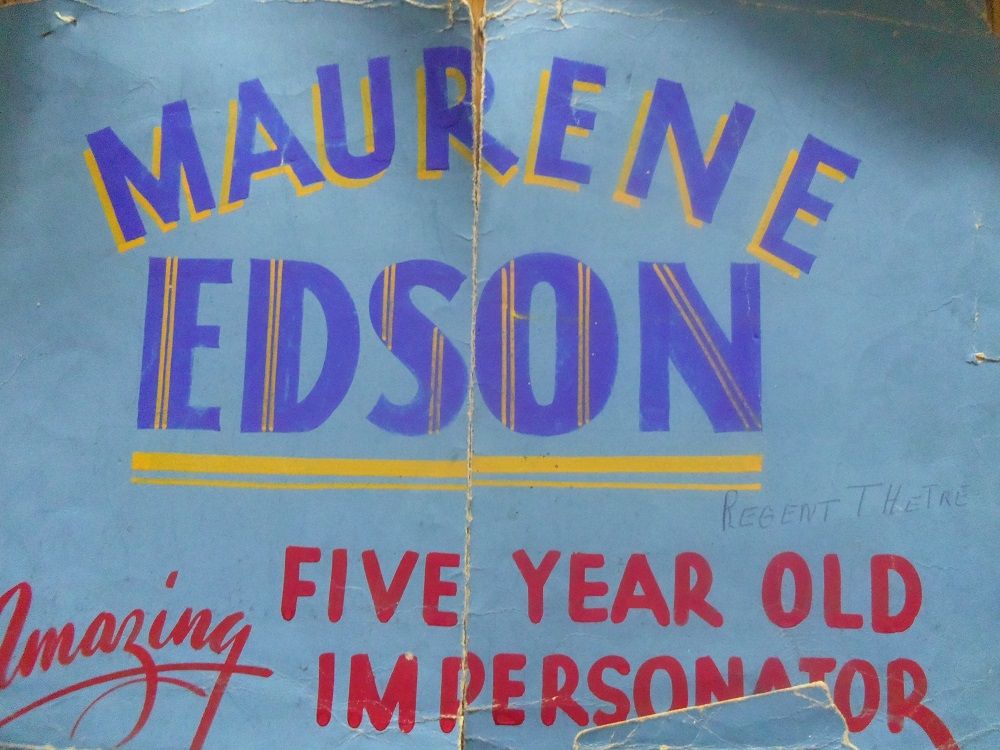 MAURENE
EDSON
REGENT THETRE
Amazing FIVE YEAR OLD
IMPERSONATOR